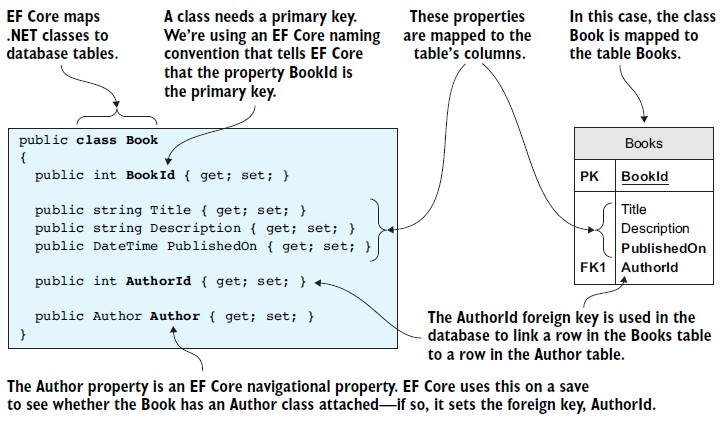 EF Core maps
.NET classes to
database tables.
A class needs a primary key.
We're using an EF Core naming
convention that tells EF Core
that the property BookId is
the primary key.
These properties
are mapped to the
table's columns.
In this case, the class
Book is mapped to
the table Books.
public class Book
{
public int BookId { get; set; }
public string Title { get; set; }
public string Description { get; set; }
public DateTime PublishedOn { get; set; }
public int AuthorId { get; set; }
public Author Author { get; set; }
}
Books
PK BookId
Title
Description
PublishedOn
FK1 AuthorId
The AuthorId foreign key is used in the
database to link a row in the Books table
to a row in the Author table.
The Author property is an EF Core navigational property. EF Core uses this on a save
to see whether the Book has an Author class attached—if so, it sets the foreign key, AuthorId.